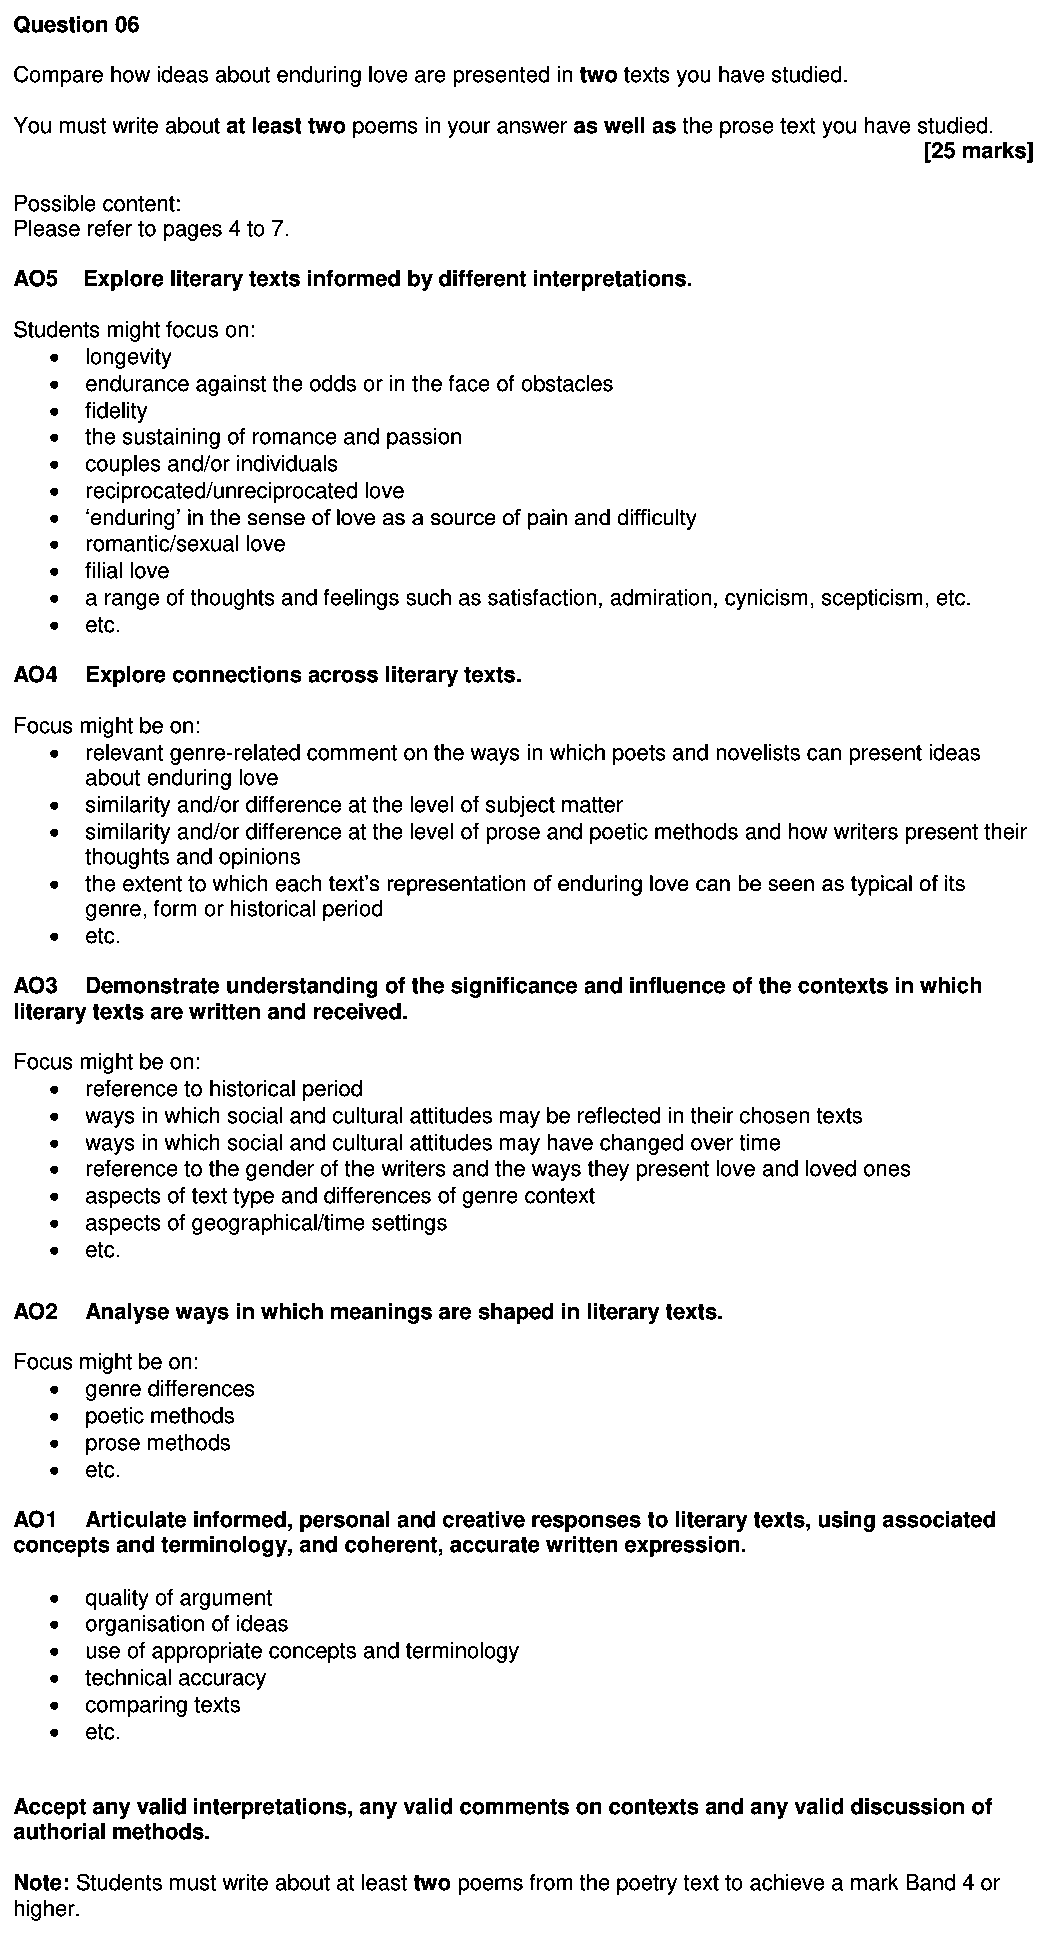 Question 06
Compare how ideas about enduring love are presented in two texts you have studied.
You must write about at least two poems in your answer as well as the prose text you have studied.
[25 marks]
Possible content:
Please refer to pages 4 to 7.
AO5 Explore literary texts informed by different interpretations.
Students might focus on:
• longevity
• endurance against the odds or in the face of obstacles
• fidelity
• the sustaining of romance and passion
• couples and/or individuals
• reciprocated/unreciprocated love
• ‘enduring’ in the sense of love as a source of pain and difficulty
• romantic/sexual love
• filial love
• a range of thoughts and feelings such as satisfaction, admiration, cynicism, scepticism, etc.
• etc.
AO4 Explore connections across literary texts.
Focus might be on:
• relevant genre-related comment on the ways in which poets and novelists can present ideas
about enduring love
• similarity and/or difference at the level of subject matter
• similarity and/or difference at the level of prose and poetic methods and how writers present their
thoughts and opinions
• the extent to which each text’s representation of enduring love can be seen as typical of its
genre, form or historical period
• etc.
AO3 Demonstrate understanding of the significance and influence of the contexts in which
literary texts are written and received.
Focus might be on:
• reference to historical period
• ways in which social and cultural attitudes may be reflected in their chosen texts
• ways in which social and cultural attitudes may have changed over time
• reference to the gender of the writers and the ways they present love and loved ones
• aspects of text type and differences of genre context
• aspects of geographical/time settings
• etc.
AO2 Analyse ways in which meanings are shaped in literary texts.
Focus might be on:
• genre differences
• poetic methods
• prose methods
• etc.
AO1 Articulate informed, personal and creative responses to literary texts, using associated
concepts and terminology, and coherent, accurate written expression.
• quality of argument
• organisation of ideas
• use of appropriate concepts and terminology
• technical accuracy
• comparing texts
• etc.
Accept any valid interpretations, any valid comments on contexts and any valid discussion of
authorial methods.
Note: Students must write about at least two poems from the poetry text to achieve a mark Band 4 or
higher.